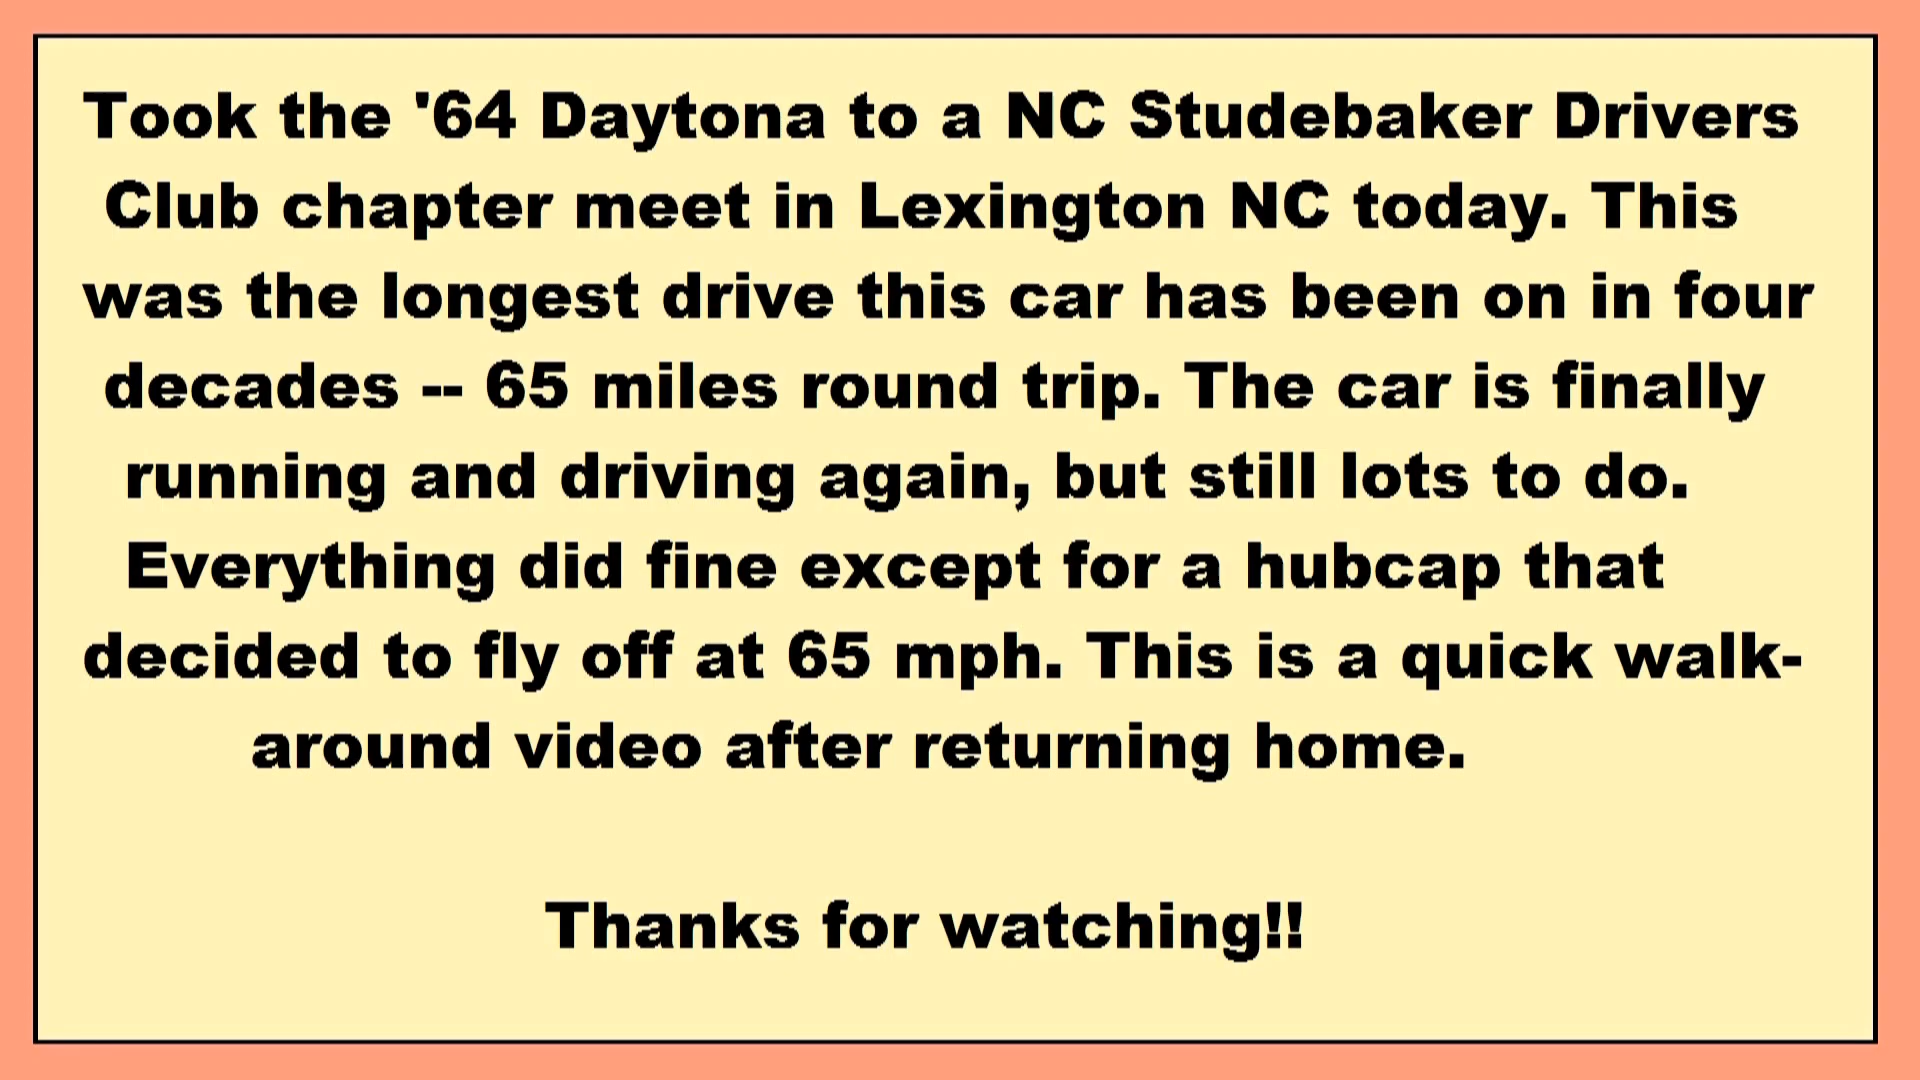 Took the '64 Daytona to a NC Studebaker Drivers
Club chapter meet in Lexington NC today. This
was the longest drive this car has been on in four
decades -- 65 miles round trip. The car is finally
running and driving again, but still lots to do.
Everything did fine except for a hubcap that
decided to fly off at 65 mph. This is a quick walk-
around video after returning home.
Thanks for watching!!